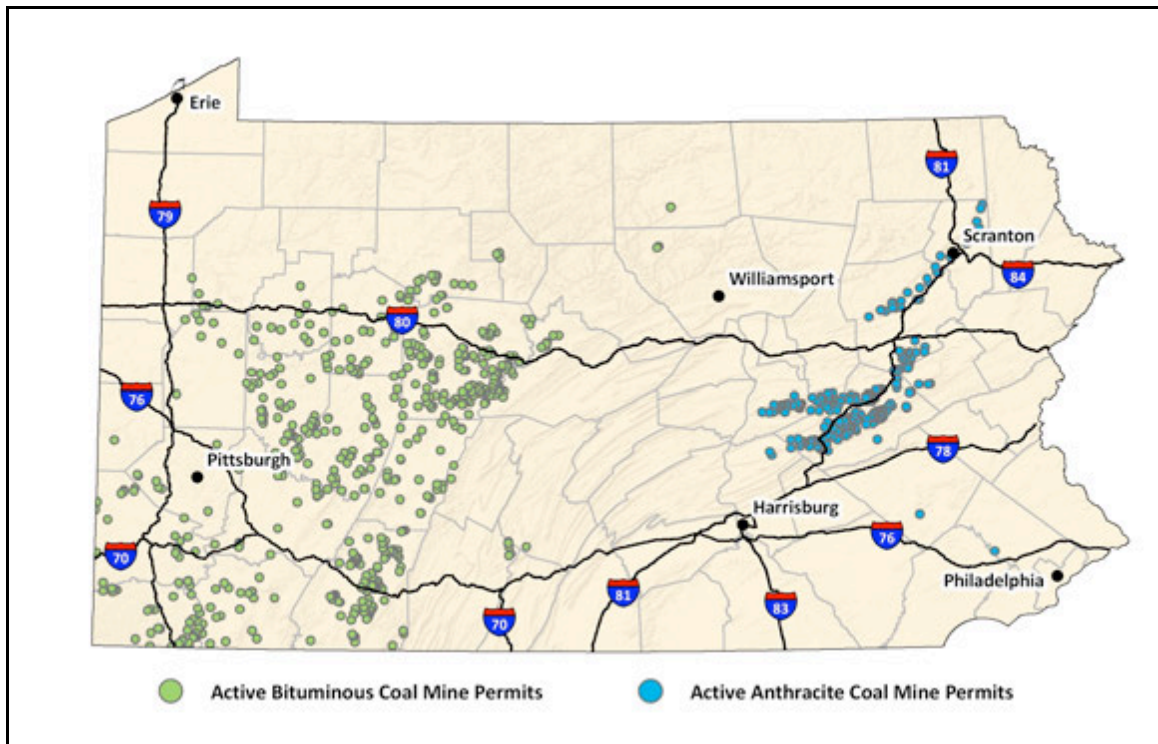 Erie
81
79
Scranton
84
Williamsport
80
76
Pittsburgh
78
Harrisburg
76
70
Philadelphia
81
83
70
Active Bituminous Coal Mine Permits
Active Anthracite Coal Mine Permits